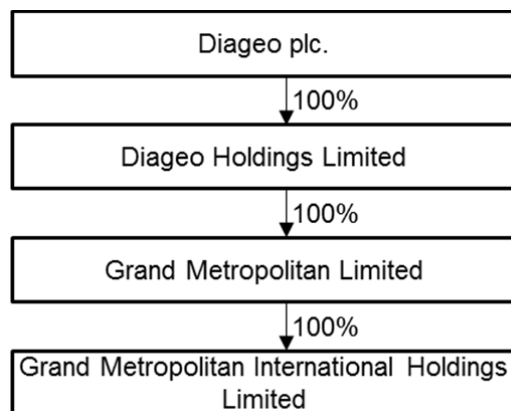 Diageo plc.
100%
Diageo Holdings Limited
100%
Grand Metropolitan Limited
100%
Grand Metropolitan International Holdings
Limited